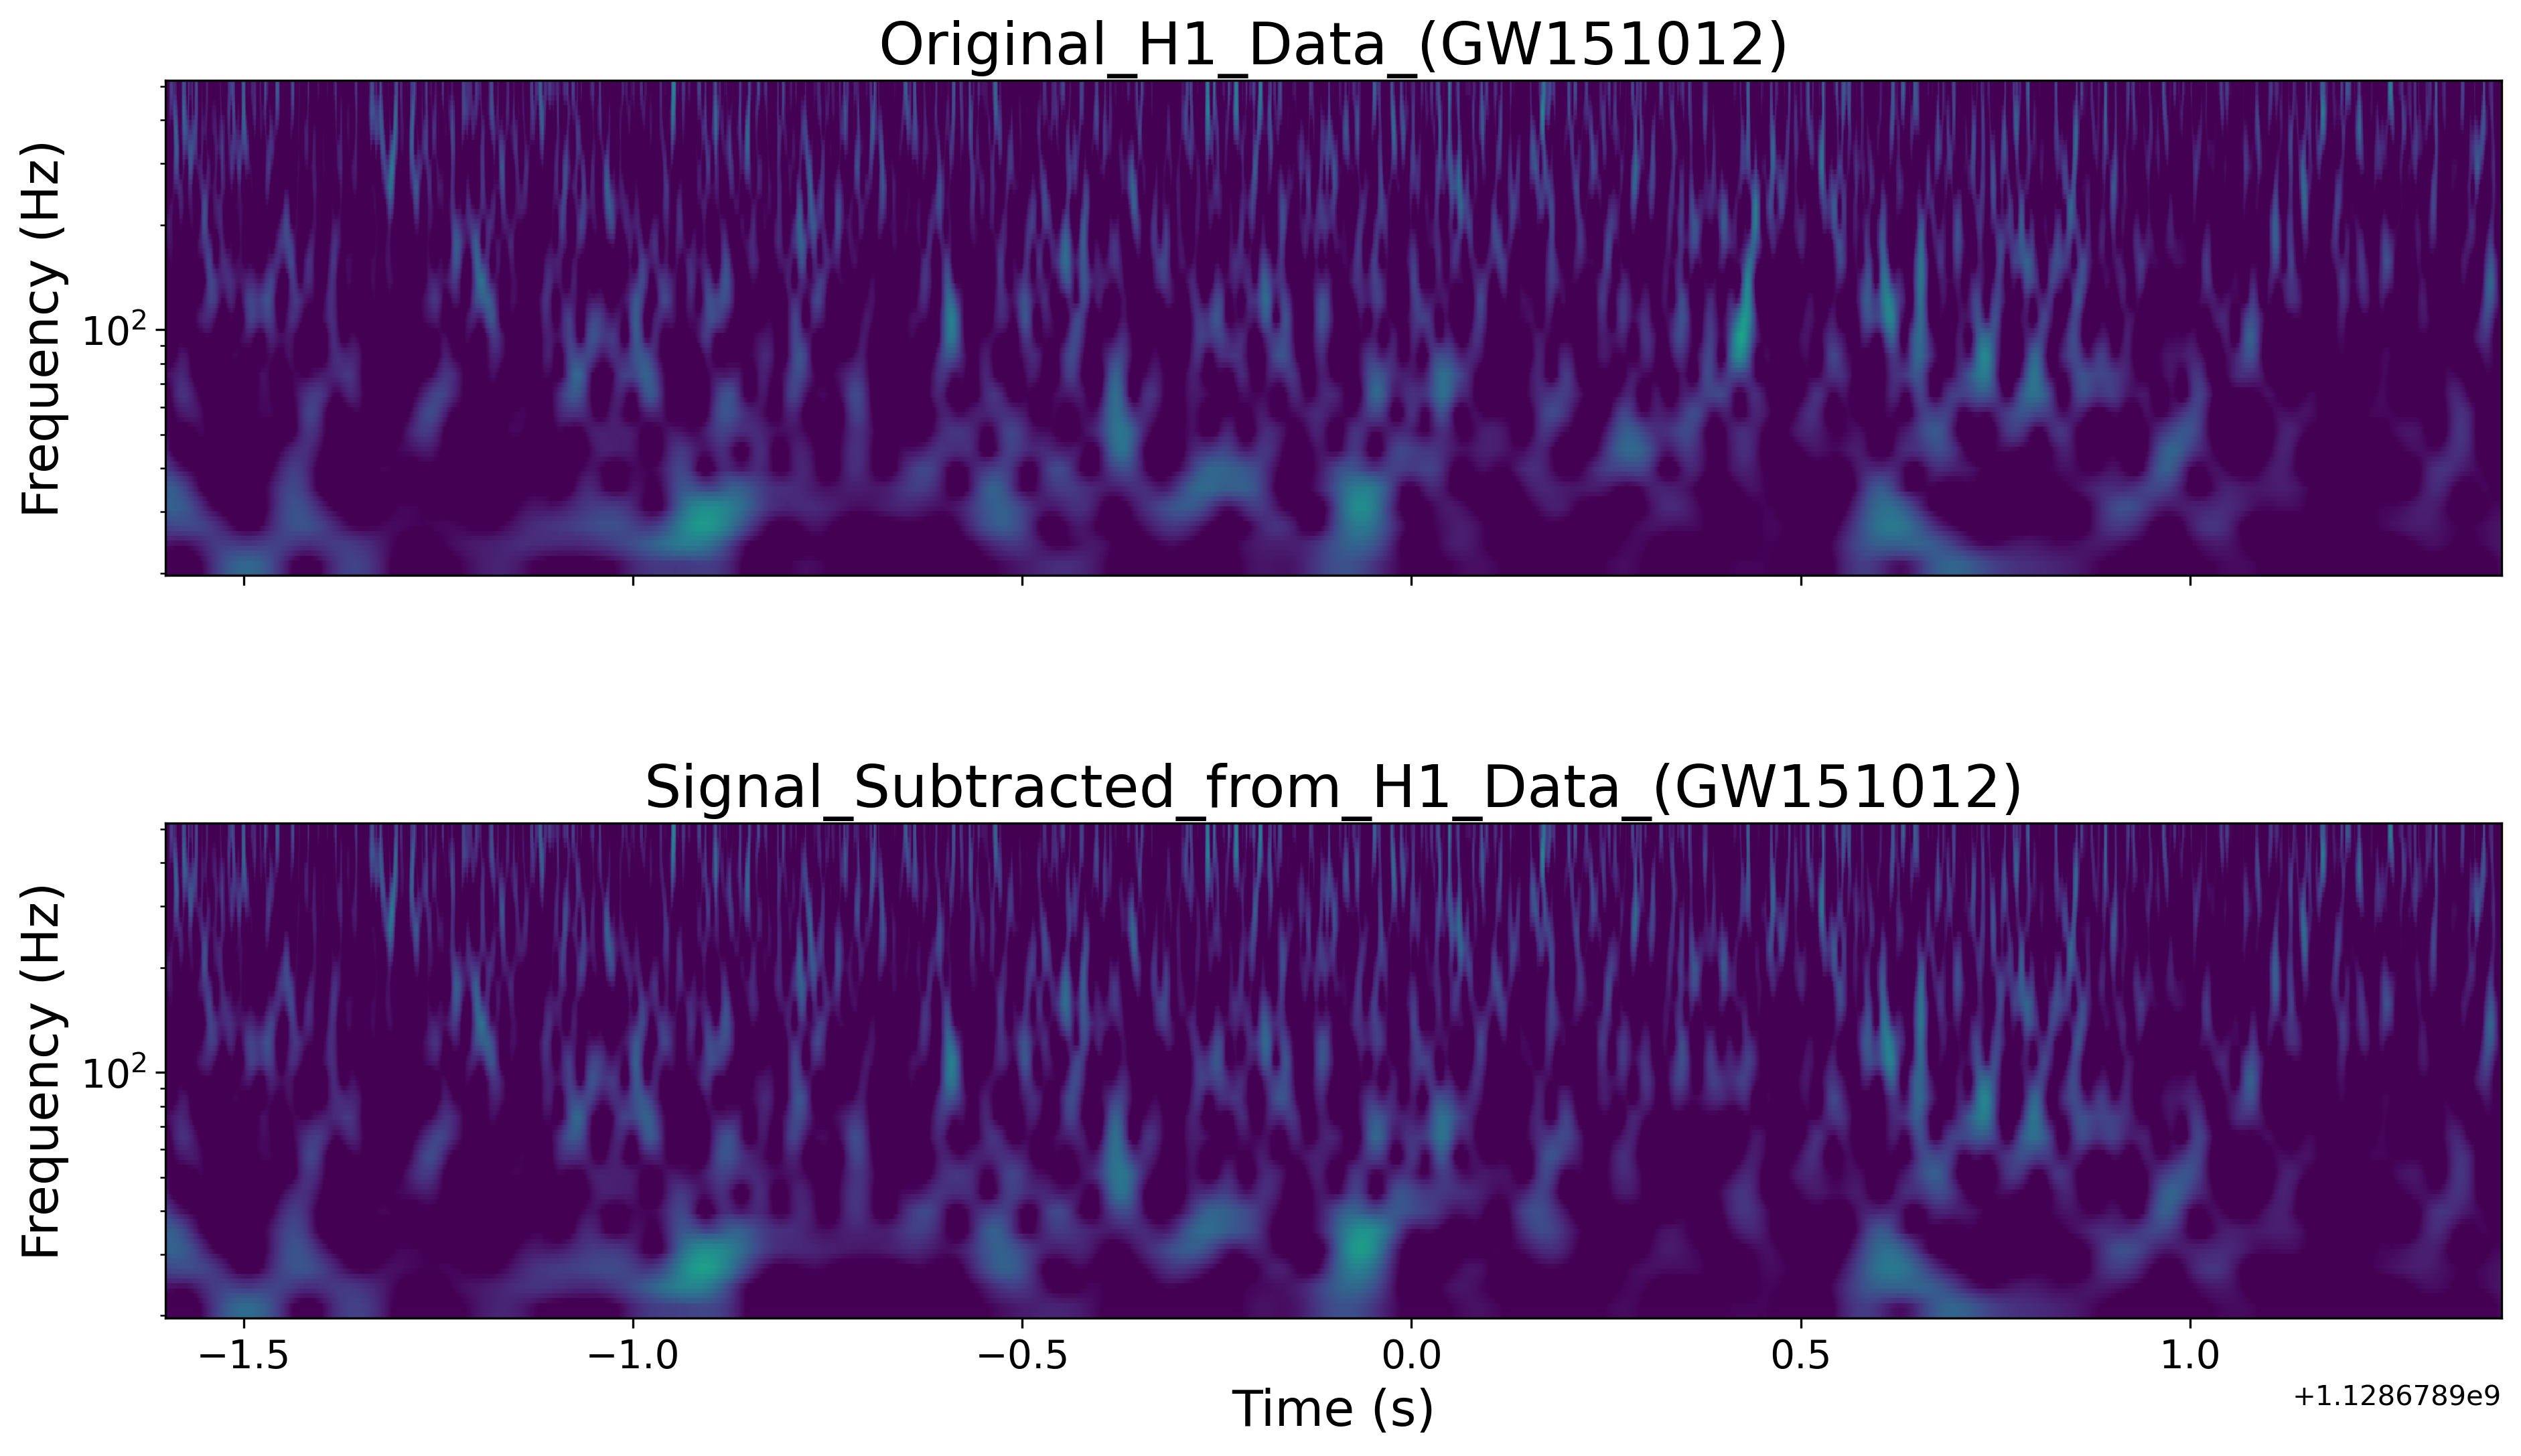 Original_H1_Data_(GW151012)
Frequency (Hz)
10²
Signal_Subtracted_from_H1_Data_(GW151012)
Frequency (Hz)
10²
−1.5 −1.0 −0.5 0.0 0.5 1.0
Time (s)
+1.1286789e9